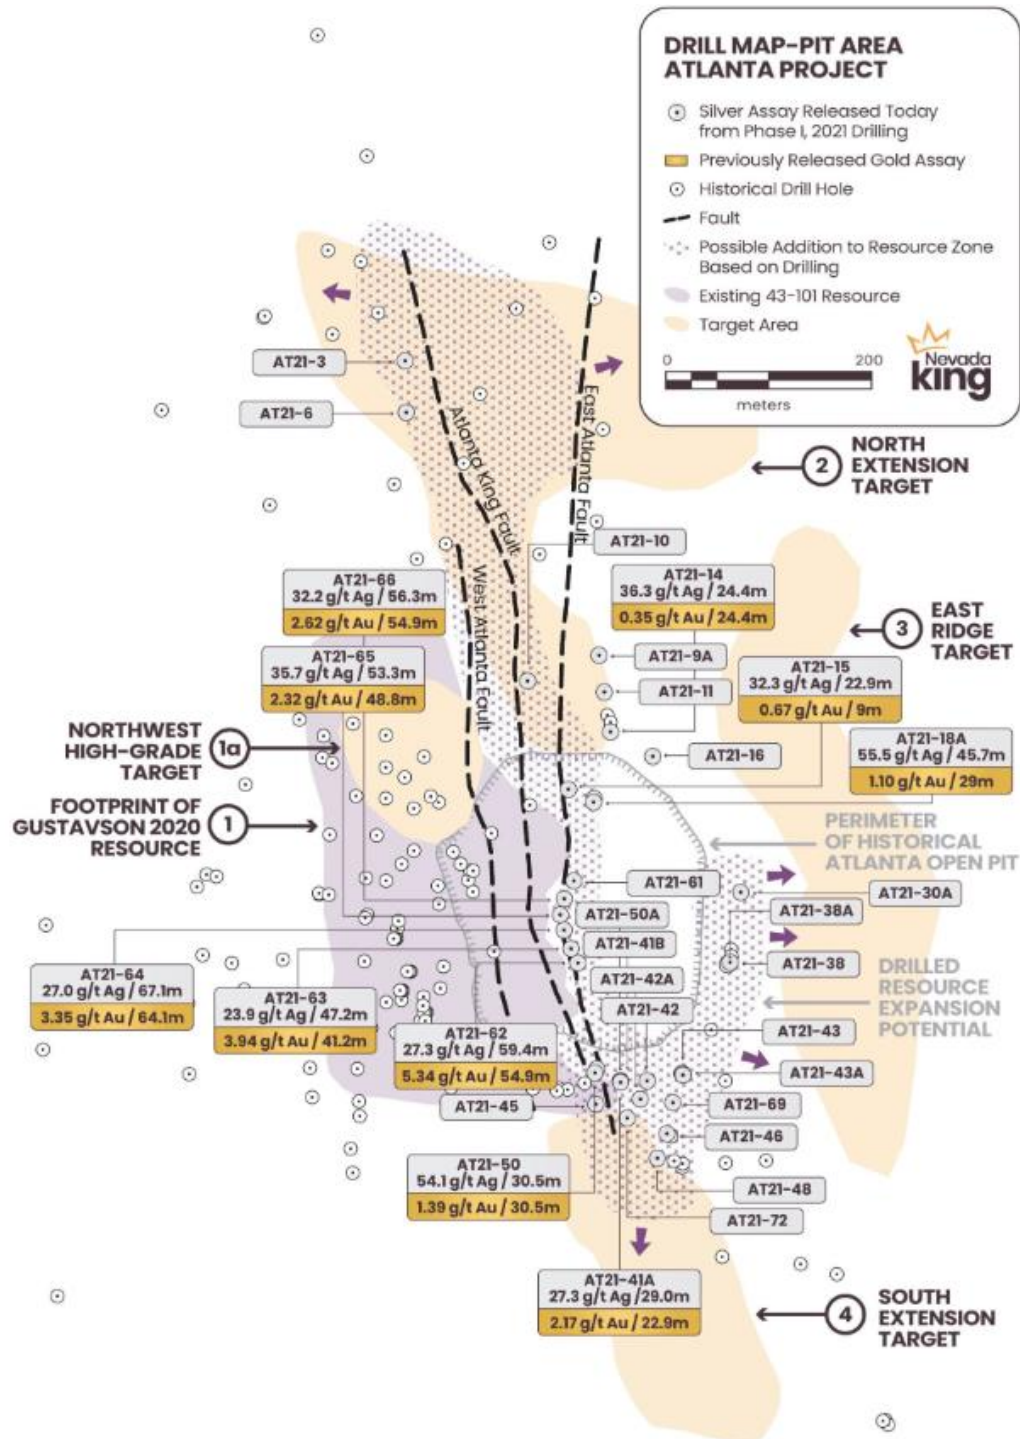 DRILL MAP-PIT AREA
ATLANTA PROJECT
Silver Assay Released Today
from Phase I, 2021 Drilling
Previously Released Gold Assay
Historical Drill Hole
Fault
Possible Addition to Resource Zone
Based on Drilling
Existing 43-101 Resource
Target Area
0 200
meters
Nevada
king
AT21-3
AT21-6
Atlanta King Fault
East Atlanta Fault
West Atlanta Fault
2
NORTH
EXTENSION
TARGET
AT21-10
AT21-66
32.2 g/t Ag / 56.3m
2.62 g/t Au / 54.9m
AT21-14
36.3 g/t Ag / 24.4m
0.35 g/t Au / 24.4m
3
EAST
RIDGE
TARGET
AT21-65
35.7 g/t Ag / 53.3m
2.32 g/t Au / 48.8m
AT21-9A
AT21-11
AT21-15
32.3 g/t Ag / 22.9m
0.67 g/t Au / 9m
NORTHWEST
HIGH-GRADE
TARGET
1a
AT21-16
AT21-18A
55.5 g/t Ag / 45.7m
1.10 g/t Au / 29m
FOOTPRINT OF
GUSTAVSON 2020
RESOURCE
1
PERIMETER
OF HISTORICAL
ATLANTA OPEN PIT
AT21-61
AT21-30A
AT21-50A
AT21-38A
AT21-41B
AT21-38
AT21-64
27.0 g/t Ag / 67.1m
3.35 g/t Au / 64.1m
AT21-42A
DRILLED
RESOURCE
EXPANSION
POTENTIAL
AT21-63
23.9 g/t Ag / 47.2m
3.94 g/t Au / 41.2m
AT21-42
AT21-62
27.3 g/t Ag / 59.4m
5.34 g/t Au / 54.9m
AT21-43
AT21-43A
AT21-45
AT21-69
AT21-46
AT21-50
54.1 g/t Ag / 30.5m
1.39 g/t Au / 30.5m
AT21-48
AT21-72
AT21-41A
27.3 g/t Ag /29.0m
2.17 g/t Au / 22.9m
4
SOUTH
EXTENSION
TARGET